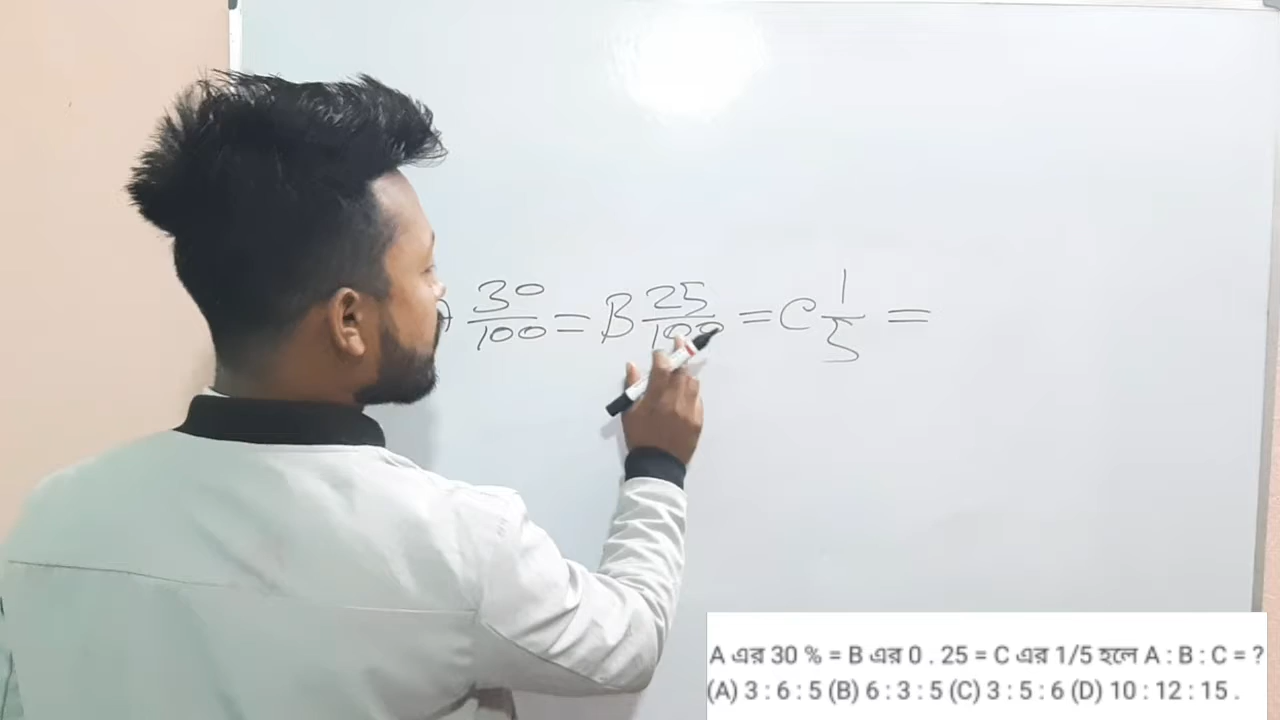 A 30/100 = B 25/100 = C 1/5 =
A এর 30 % = B এর 0 . 25 = C এর 1/5 হলে A : B : C = ?
(A) 3 : 6 : 5 (B) 6 : 3 : 5 (C) 3 : 5 : 6 (D) 10 : 12 : 15 .